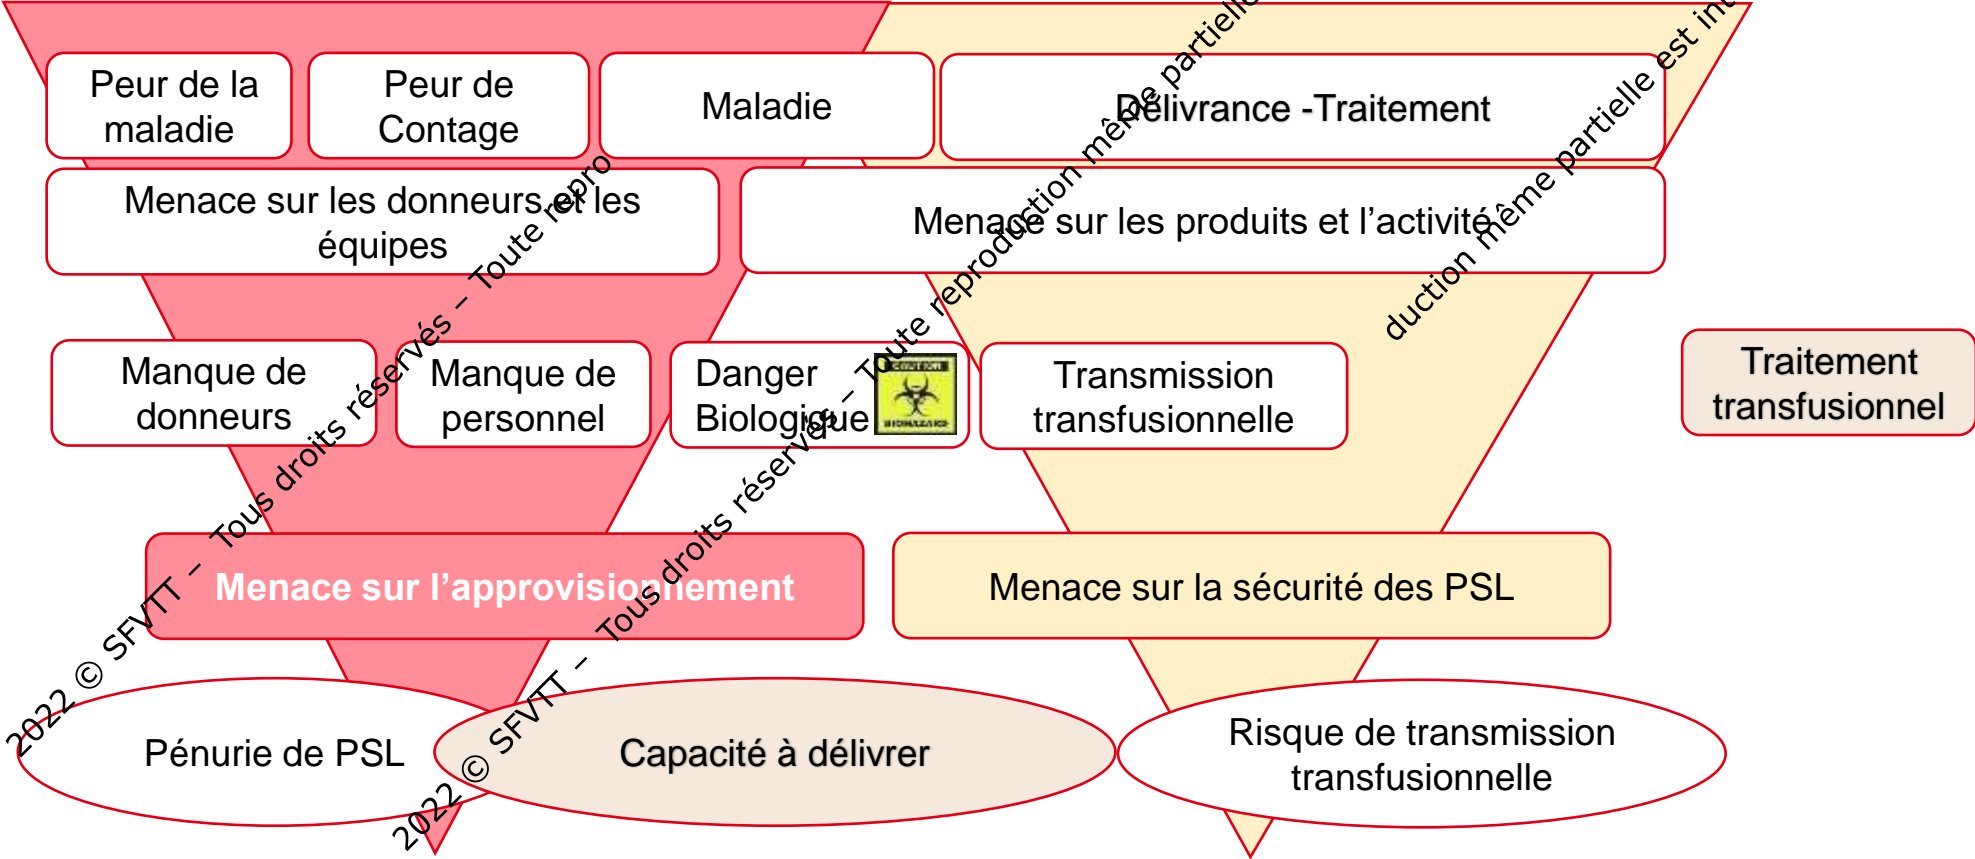 Peur de la
maladie
Peur de
Contage
Maladie
Délivrance -Traitement
Menace sur les donneurs et les
équipes
Menace sur les produits et l’activité
Manque de
donneurs
Manque de
personnel
Danger
Biologique
CAUTION
BIOHAZARD
Transmission
transfusionnelle
Traitement
transfusionnel
Menace sur l’approvisionnement
Menace sur la sécurité des PSL
Pénurie de PSL
Capacité à délivrer
Risque de transmission
transfusionnelle
2022 © SFVTT – Tous droits réservés – Toute repro
duction même partielle est int
2022 © SFVTT – Tous droits réservés – Toute reproduction même partielle